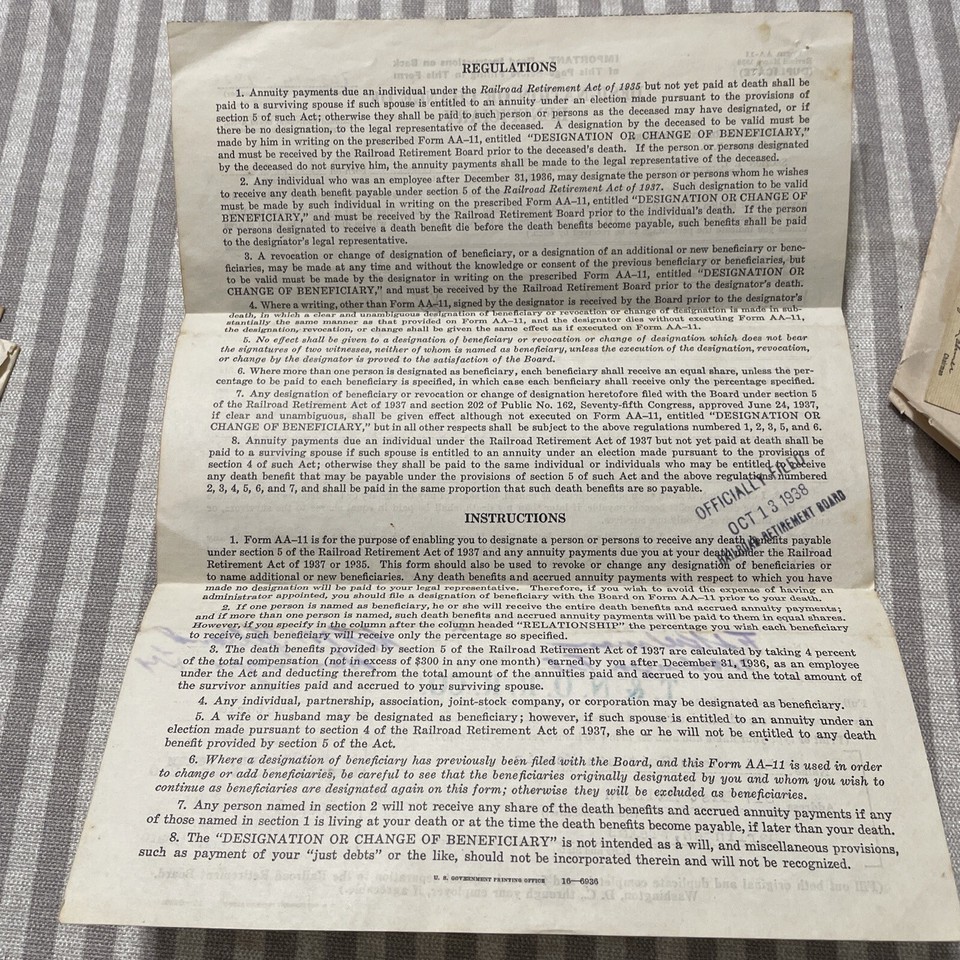 REGULATIONS
1. Annuity payments due an individual under the Railroad Retirement Act of 1935 but not yet paid at death shall be
paid to a surviving spouse if such spouse is entitled to an annuity under an election made pursuant to the provisions of
section 5 of such Act; otherwise they shall be paid to such person or persons as the deceased may have designated, or if
there be no designation, to the legal representative of the deceased. A designation by the deceased to be valid must be
made by him in writing on the prescribed Form AA–11, entitled "DESIGNATION OR CHANGE OF BENEFICIARY,"
and must be received by the Railroad Retirement Board prior to the deceased's death. If the person or persons designated
by the deceased do not survive him, the annuity payments shall be made to the legal representative of the deceased.
2. Any individual who was an employee after December 31, 1936, may designate the person or persons whom he wishes
to receive any death benefit payable under section 5 of the Railroad Retirement Act of 1937. Such designation to be valid
must be made by such individual in writing on the prescribed Form AA–11, entitled "DESIGNATION OR CHANGE OF
BENEFICIARY," and must be received by the Railroad Retirement Board prior to the individual's death. If the person
or persons designated to receive a death benefit die before the death benefits become payable, such benefits shall be paid
to the designator's legal representative.
3. A revocation or change of designation of beneficiary, or a designation of an additional or new beneficiary or bene-
ficiaries, may be made at any time and without the knowledge or consent of the previous beneficiary or beneficiaries, but
to be valid must be made by the designator in writing on the prescribed Form AA–11, entitled "DESIGNATION OR
CHANGE OF BENEFICIARY," and must be received by the Railroad Retirement Board prior to the designator's death.
4. Where a writing, other than Form AA–11, signed by the designator is received by the Board prior to the designator's
death, in which a clear and unambiguous designation of beneficiary or revocation or change of designation is made in sub-
stantially the same manner as that provided on Form AA–11, and the designator dies without executing Form AA–11,
the designation, revocation, or change shall be given the same effect as if executed on Form AA–11.
5. No effect shall be given to a designation of beneficiary or revocation or change of designation which does not bear
the signatures of two witnesses, neither of whom is named as beneficiary, unless the execution of the designation, revocation,
or change by the designator is proved to the satisfaction of the Board.
6. Where more than one person is designated as beneficiary, each beneficiary shall receive an equal share, unless the per-
centage to be paid to each beneficiary is specified, in which case each benficiary shall receive only the percentage specified.
7. Any designation of beneficiary or revocation or change of designation heretofore filed with the Board under section 5
of the Railroad Retirement Act of 1937 and section 202 of Public No. 162, Seventy-fifth Congress, approved June 24, 1937,
if clear and unambiguous, shall be given effect although not executed on Form AA–11, entitled "DESIGNATION OR
CHANGE OF BENEFICIARY," but in all other respects shall be subject to the above regulations numbered 1, 2, 3, 5, and 6.
8. Annuity payments due an individual under the Railroad Retirement Act of 1937 but not yet paid at death shall be
paid to a surviving spouse if such spouse is entitled to an annuity under an election made pursuant to the provisions of
section 4 of such Act; otherwise they shall be paid to the same individual or individuals who may be entitled to receive
any death benefit that may be payable under the provisions of section 5 of such Act and the above regulations numbered
2, 3, 4, 5, 6, and 7, and shall be paid in the same proportion that such death benefits are so payable.
OFFICIALLY FILED
OCT 13 1938
RAILROAD RETIREMENT BOARD
INSTRUCTIONS
1. Form AA–11 is for the purpose of enabling you to designate a person or persons to receive any death benefits payable
under section 5 of the Railroad Retirement Act of 1937 and any annuity payments due you at your death under the Railroad
Retirement Act of 1937 or 1935. This form should also be used to revoke or change any designation of beneficiaries or
to name additional or new beneficiaries. Any death benefits and accrued annuity payments with respect to which you have
made no designation will be paid to your legal representative. Therefore, if you wish to avoid the expense of having an
administrator appointed, you should file a designation of beneficiary with the Board on Form AA–11 prior to your death.
2. If one person is named as beneficiary, he or she will receive the entire death benefits and accrued annuity payments;
and if more than one person is named, such death benefits and accrued annuity payments will be paid to them in equal shares.
However, if you specify in the column after the column headed "RELATIONSHIP" the percentage you wish each beneficiary
to receive, such beneficiary will receive only the percentage so specified.
3. The death benefits provided by section 5 of the Railroad Retirement Act of 1937 are calculated by taking 4 percent
of the total compensation (not in excess of $300 in any one month) earned by you after December 31, 1936, as an employee
under the Act and deducting therefrom the total amount of the annuities paid and accrued to you and the total amount of
the survivor annuities paid and accrued to your surviving spouse.
4. Any individual, partnership, association, joint-stock company, or corporation may be designated as beneficiary.
5. A wife or husband may be designated as beneficiary; however, if such spouse is entitled to an annuity under an
election made pursuant to section 4 of the Railroad Retirement Act of 1937, she or he will not be entitled to any death
benefit provided by section 5 of the Act.
6. Where a designation of beneficiary has previously been filed with the Board, and this Form AA–11 is used in order
to change or add beneficiaries, be careful to see that the beneficiaries originally designated by you and whom you wish to
continue as beneficiaries are designated again on this form; otherwise they will be excluded as beneficiaries.
7. Any person named in section 2 will not receive any share of the death benefits and accrued annuity payments if any
of those named in section 1 is living at your death or at the time the death benefits become payable, if later than your death.
8. The "DESIGNATION OR CHANGE OF BENEFICIARY" is not intended as a will, and miscellaneous provisions,
such as payment of your "just debts" or the like, should not be incorporated therein and will not be recognized.
U. S. GOVERNMENT PRINTING OFFICE 16—6936